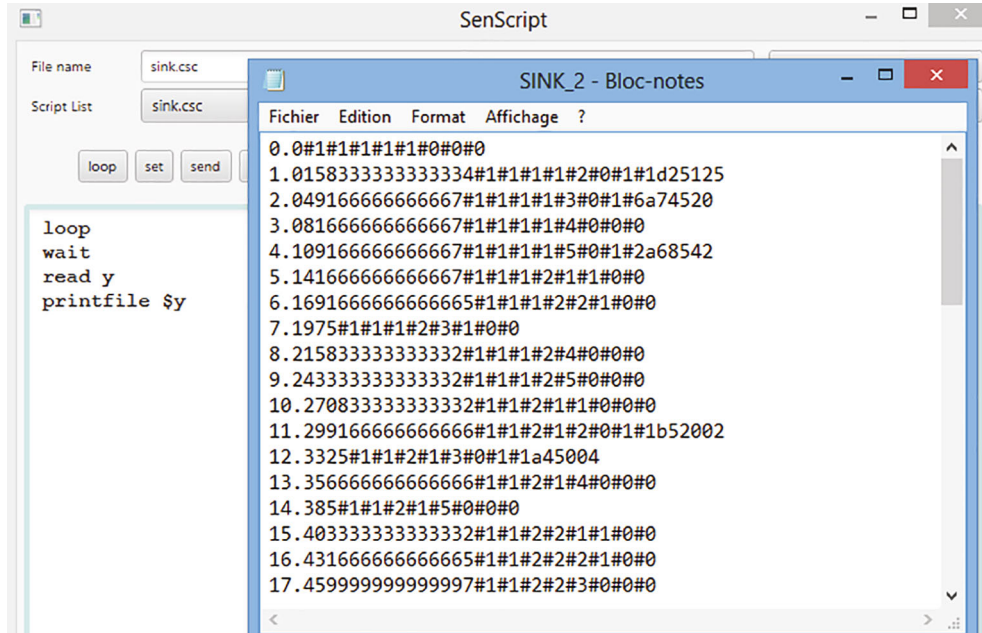 SenScript
File name
sink.csc
Script List
sink.csc
loop
set
send
loop
wait
read y
printfile $y
SINK_2 - Bloc-notes
Fichier Edition Format Affichage ?
0.0#1#1#1#1#1#0#0#0
1.0158333333333334#1#1#1#1#2#0#1#1d25125
2.049166666666667#1#1#1#1#3#0#1#6a74520
3.081666666666667#1#1#1#1#4#0#0#0
4.109166666666667#1#1#1#1#5#0#1#2a68542
5.141666666666667#1#1#1#2#1#1#0#0
6.1691666666666665#1#1#1#2#2#1#0#0
7.1975#1#1#1#2#3#1#0#0
8.215833333333332#1#1#1#2#4#0#0#0
9.243333333333332#1#1#1#2#5#0#0#0
10.270833333333332#1#1#2#1#1#0#0#0
11.299166666666666#1#1#2#1#2#0#1#1b52002
12.3325#1#1#2#1#3#0#1#1a45004
13.356666666666666#1#1#2#1#4#0#0#0
14.385#1#1#2#1#5#0#0#0
15.403333333333332#1#1#2#2#1#1#0#0
16.431666666666665#1#1#2#2#2#1#0#0
17.459999999999997#1#1#2#2#3#0#0#0